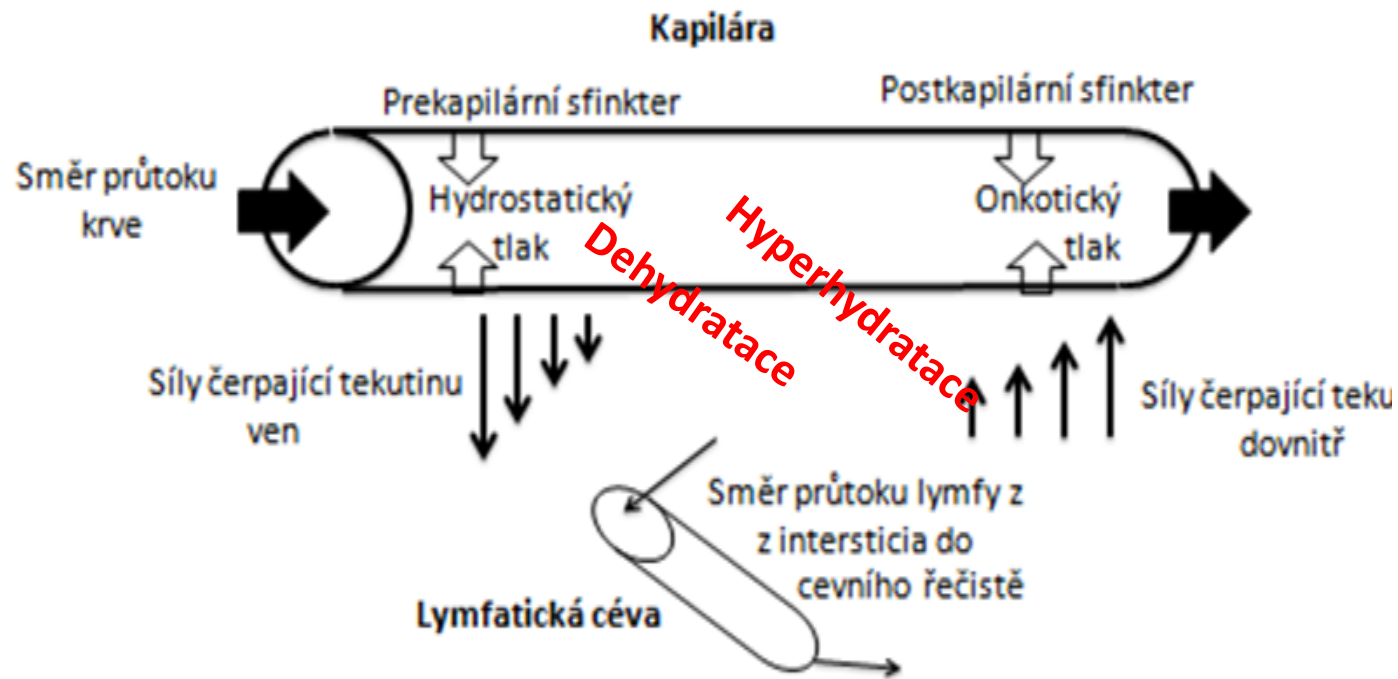 Kapilára
Prekapilární sfinkter
Postkapilární sfinkter
Směr průtoku
krve
Hydrostatický
tlak
Onkotický
tlak
Dehydratace
Hyperhydratace
Síly čerpající tekutinu
ven
Síly čerpající teku
dovnitř
Směr průtoku lymfy z
z intersticia do
cevního řečistě
Lymfatická céva